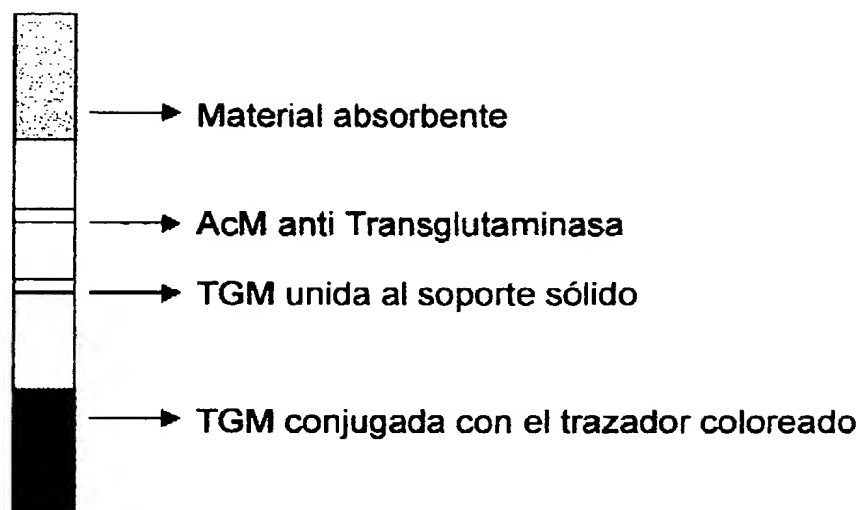 Material absorbente
AcM anti Transglutaminasa
TGM unida al soporte sólido
TGM conjugada con el trazador coloreado